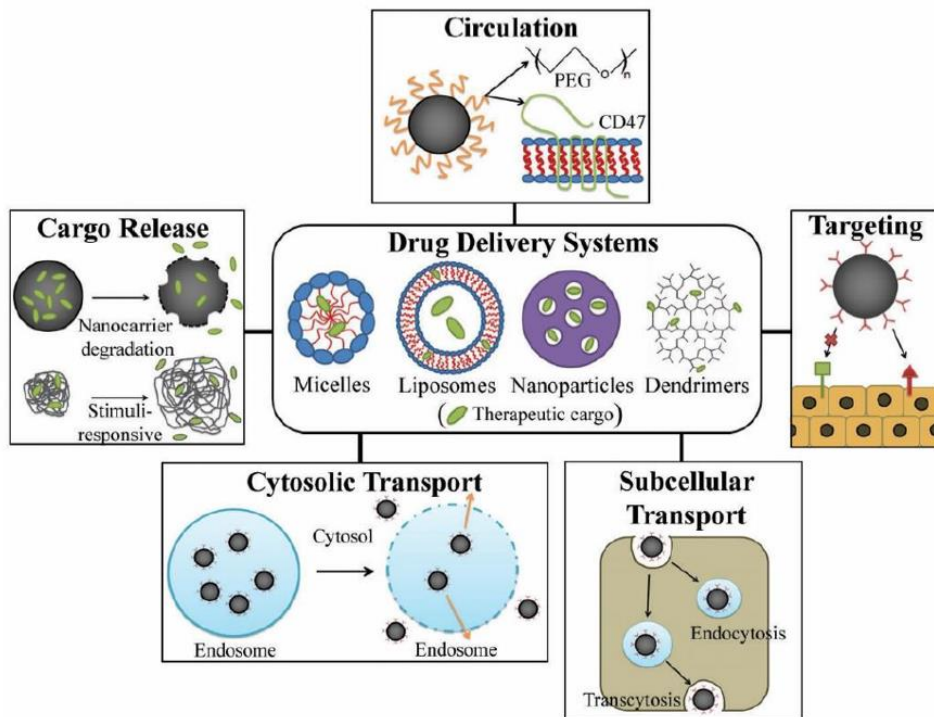 Circulation
PEG
O
n
CD47
Cargo Release
Nanocarrier
degradation
Stimuli-
responsive
Drug Delivery Systems
Micelles
Liposomes
Nanoparticles
Dendrimers
( Therapeutic cargo )
Targeting
Cytosolic Transport
Cytosol
Endosome
Endosome
Subcellular
Transport
Endocytosis
Transcytosis